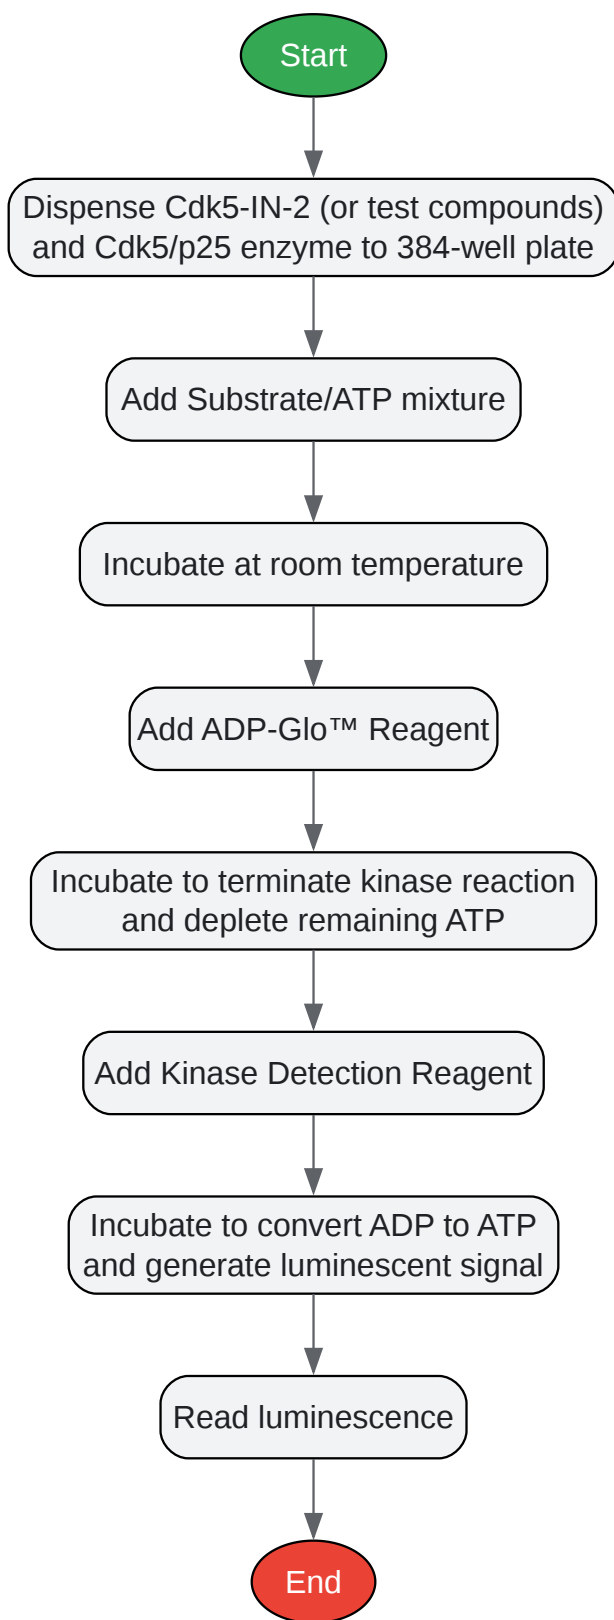 Start
Dispense Cdk5-IN-2 (or test compounds)
and Cdk5/p25 enzyme to 384-well plate
Add Substrate/ATP mixture
Incubate at room temperature
Add ADP-Glo™ Reagent
Incubate to terminate kinase reaction
and deplete remaining ATP
Add Kinase Detection Reagent
Incubate to convert ADP to ATP
and generate luminescent signal
Read luminescence
End